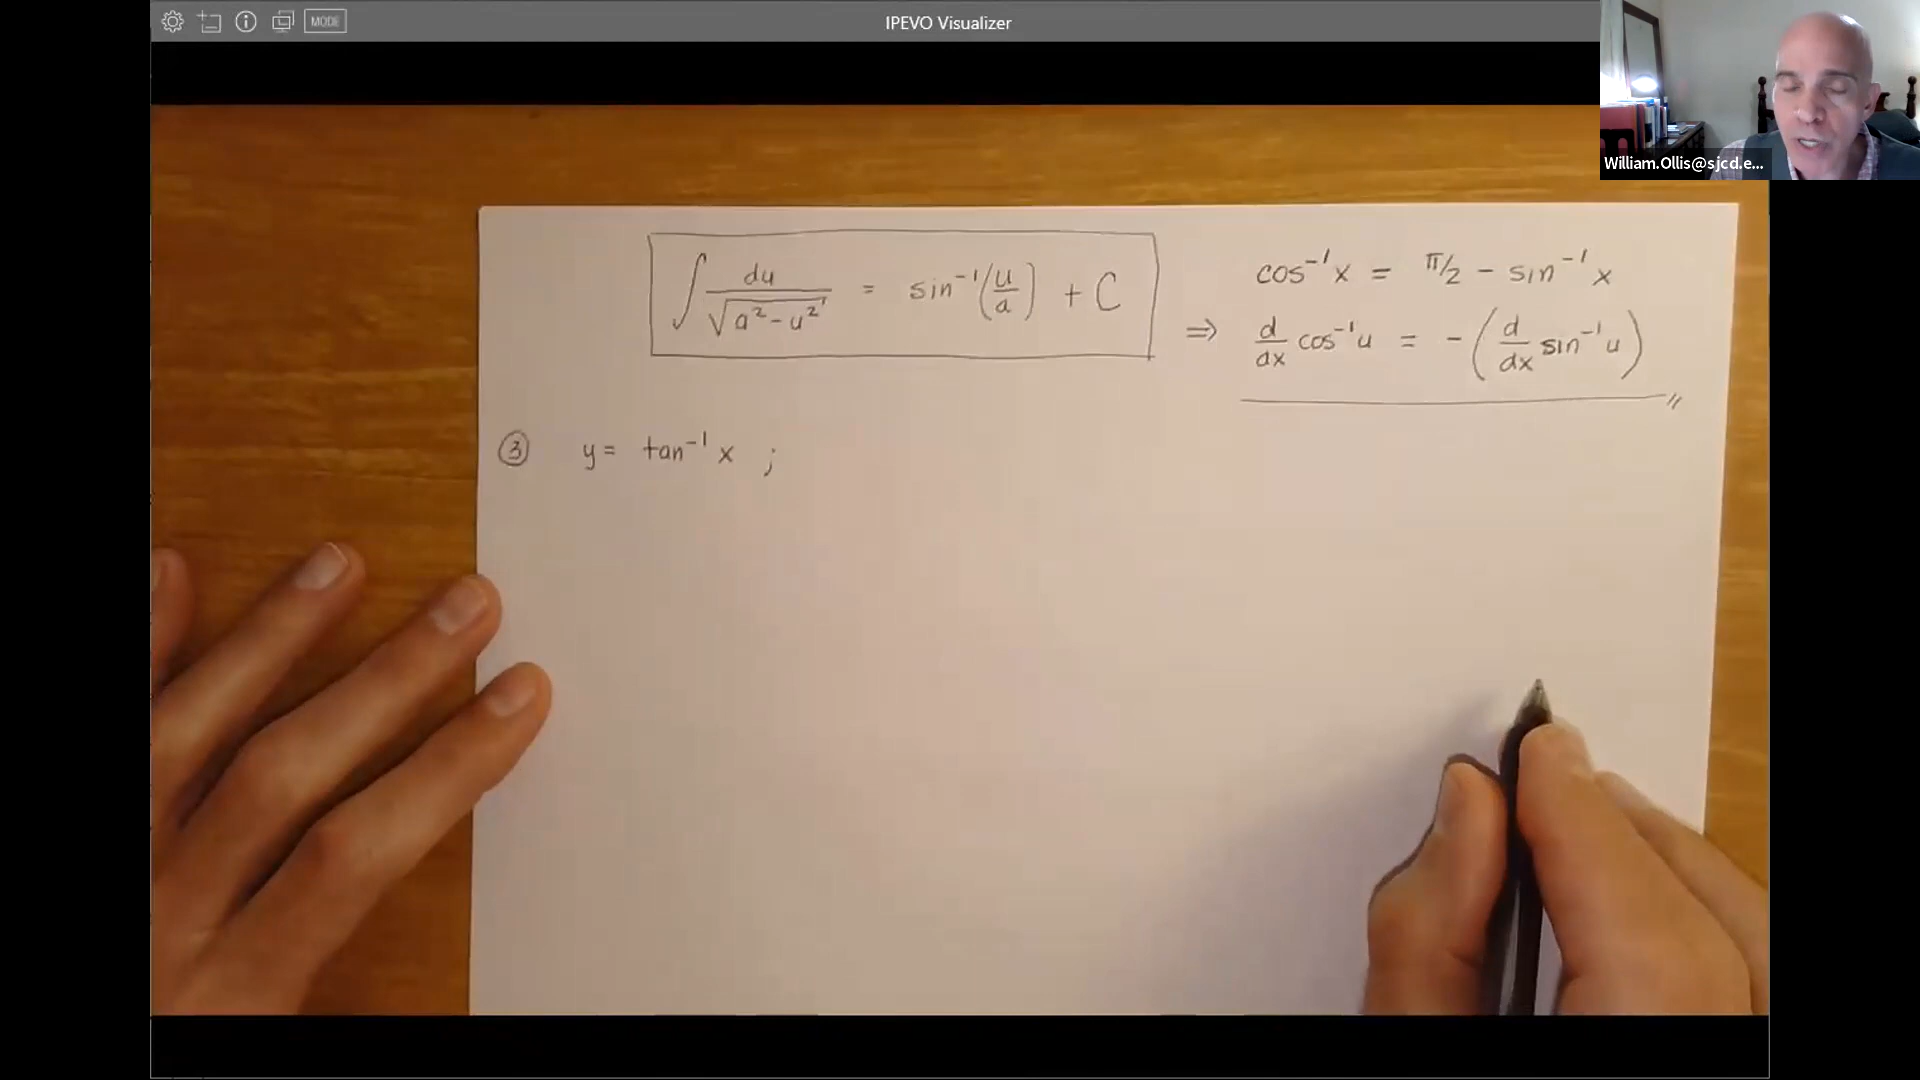 MODE
IPEVO Visualizer
William.Ollis@sjcd.e...
∫ du / √(a² - u²) = sin⁻¹(u/a) + C
cos⁻¹x = π/2 - sin⁻¹x
⇒ d/dx cos⁻¹u = -(d/dx sin⁻¹u)
③ y = tan⁻¹ x ;